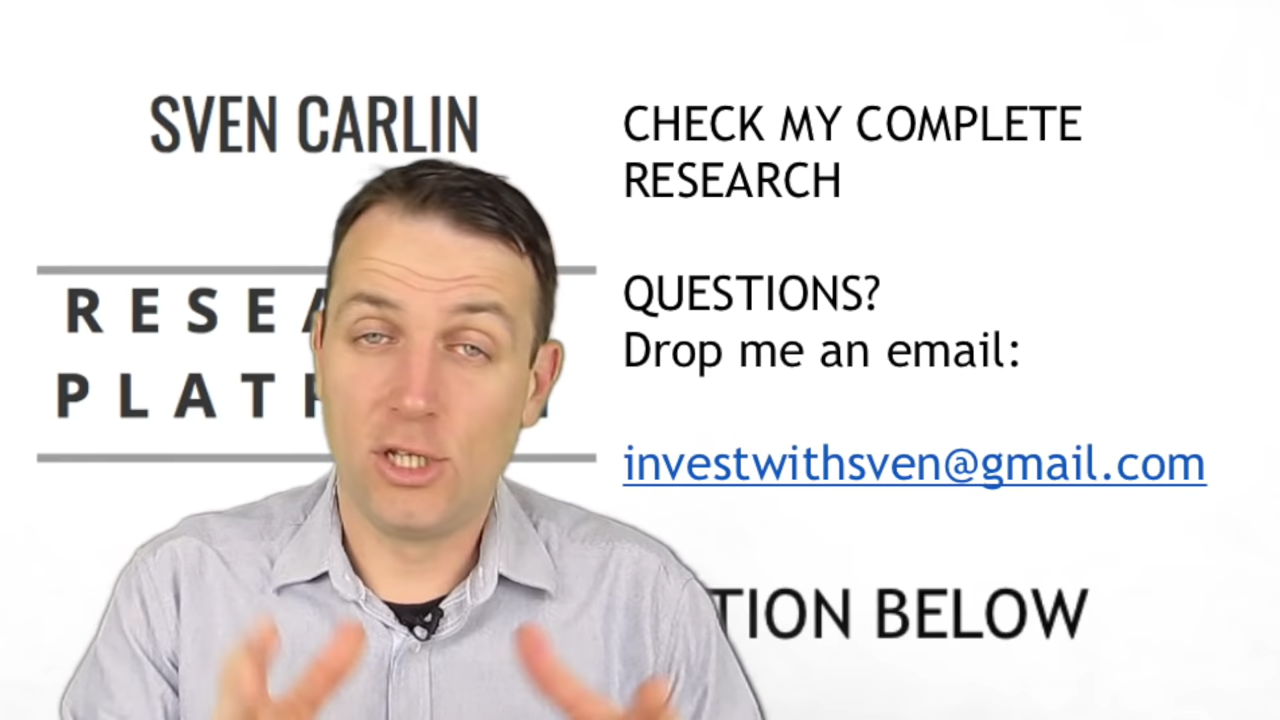 SVEN CARLIN
CHECK MY COMPLETE
RESEARCH
QUESTIONS?
Drop me an email:
investwithsven@gmail.com
BELOW